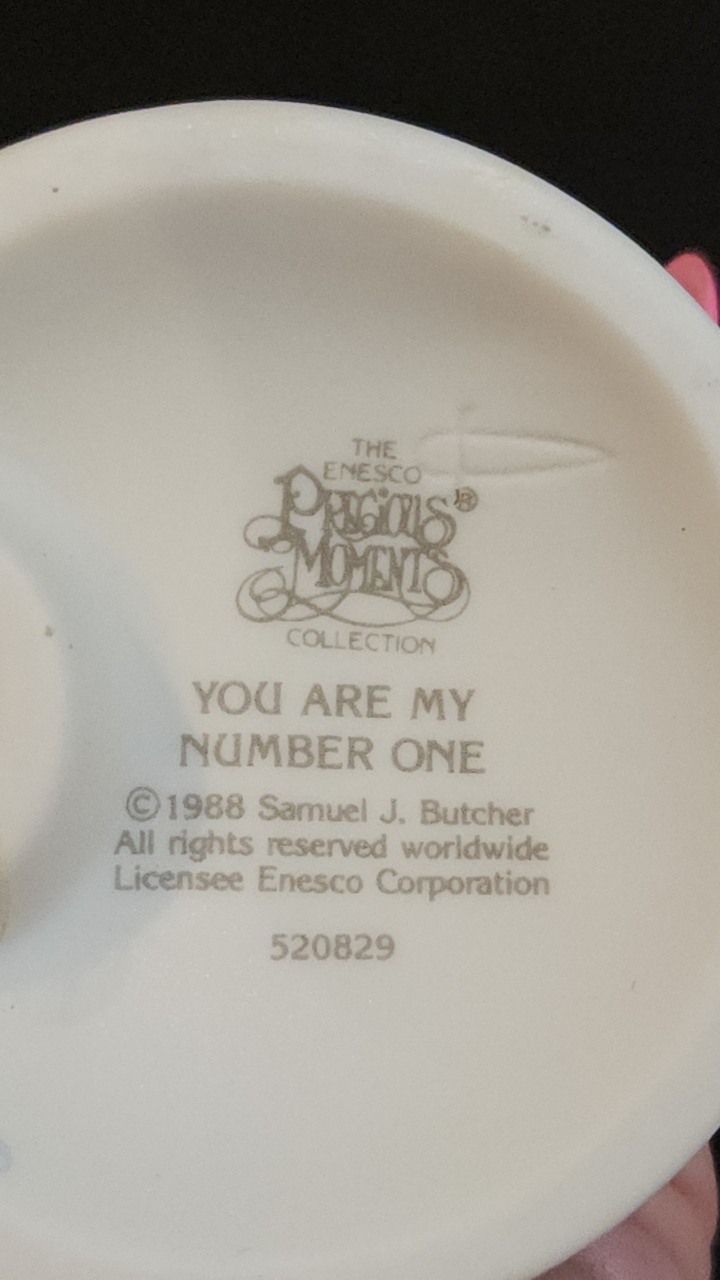 THE
ENESCO
PRECIOUS®
MOMENTS
COLLECTION
YOU ARE MY
NUMBER ONE
©1988 Samuel J. Butcher
All rights reserved worldwide
Licensee Enesco Corporation
520829